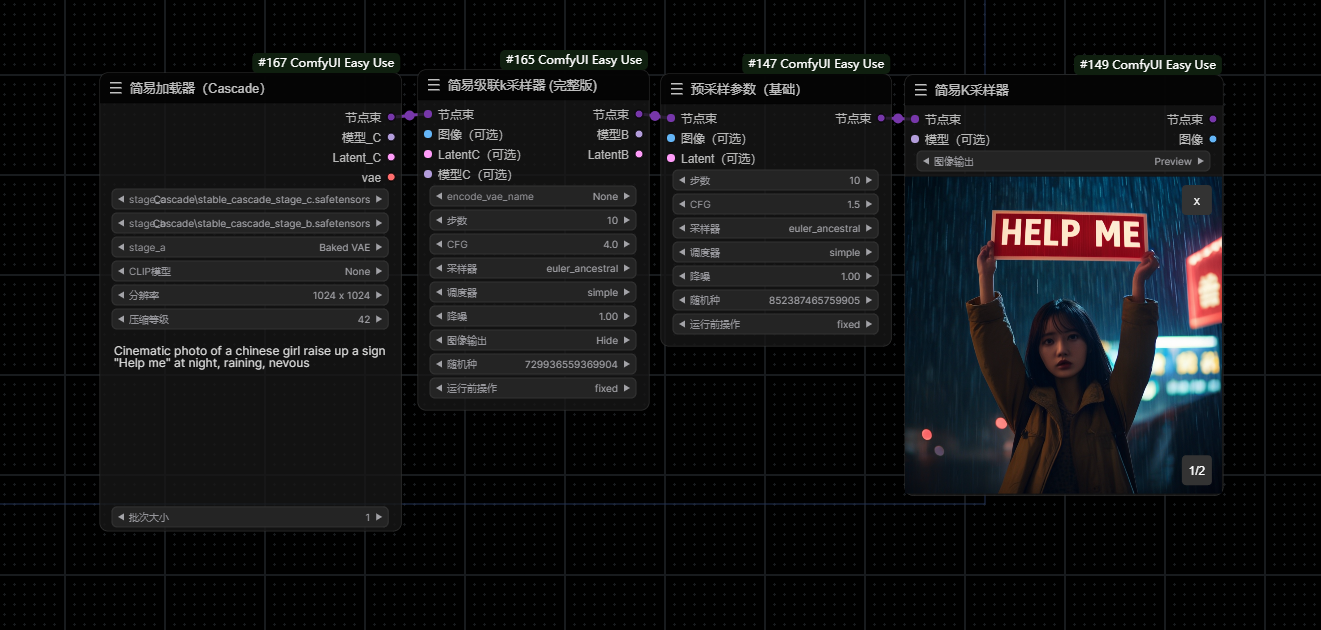 #167 ComfyUI Easy Use
简易加载器（Cascade）
节点束
模型_C
Latent_C
vae
Cascade\stable_cascade_stage_c.safetensors
Cascade\stable_cascade_stage_b.safetensors
stage_a Baked VAE
CLIP模型 None
分辨率 1024 x 1024
压缩等级 42
Cinematic photo of a chinese girl raise up a sign
"Help me" at night, raining, nevous
批次大小 1
#165 ComfyUI Easy Use
简易级联k采样器 (完整版)
节点束 节点束
图像（可选） 模型B
LatentC（可选） LatentB
模型C（可选）
encode_vae_name None
步数 10
CFG 4.0
采样器 euler_ancestral
调度器 simple
降噪 1.00
图像输出 Hide
随机种 729936559369904
运行前操作 fixed
#147 ComfyUI Easy Use
预采样参数（基础）
节点束 节点束
图像（可选）
Latent（可选）
步数 10
CFG 1.5
采样器 euler_ancestral
调度器 simple
降噪 1.00
随机种 852387465759905
运行前操作 fixed
#149 ComfyUI Easy Use
简易K采样器
节点束 节点束
模型（可选） 图像
图像输出 Preview
x
HELP ME
1/2